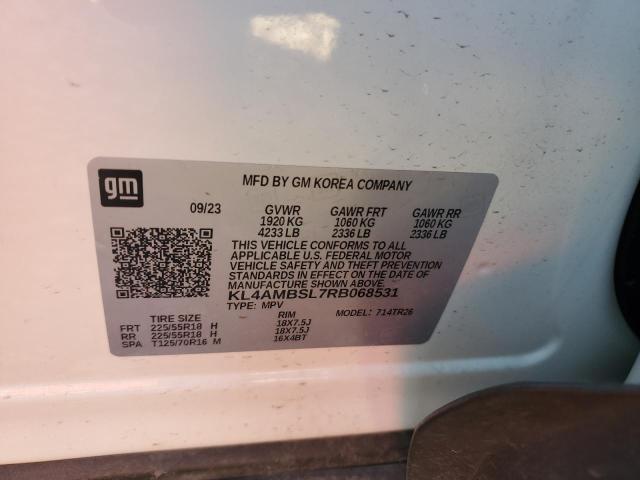 gm
MFD BY GM KOREA COMPANY
09/23 GVWR GAWR FRT GAWR RR
1920 KG 1060 KG 1060 KG
4233 LB 2336 LB 2336 LB
THIS VEHICLE CONFORMS TO ALL
APPLICABLE U.S. FEDERAL MOTOR
VEHICLE SAFETY AND THEFT PREVENTION
STANDARDS IN EFFECT ON THE DATE OF
MANUFACTURE SHOWN ABOVE.
KL4AMBSL7RB068531
TYPE: MPV MODEL: 714TR26
TIRE SIZE RIM
FRT 225/55R18 H 18X7.5J
RR 225/55R18 H 18X7.5J
SPA T125/70R16 M 16X4BT